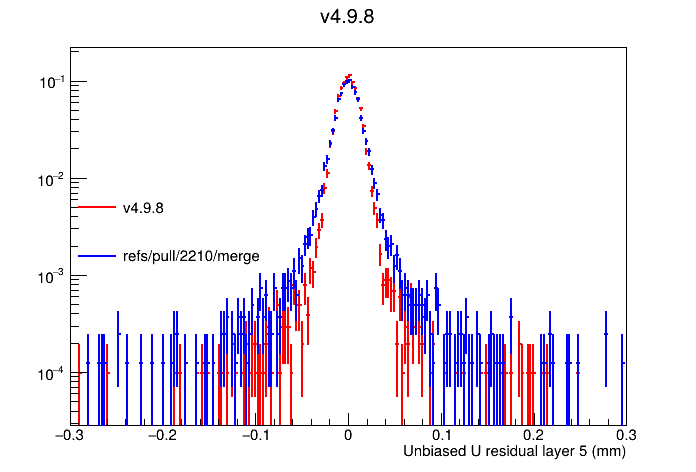 v4.9.8
10⁻¹
10⁻²
v4.9.8
refs/pull/2210/merge
10⁻³
10⁻⁴
−0.3 −0.2 −0.1 0 0.1 0.2 0.3
Unbiased U residual layer 5 (mm)